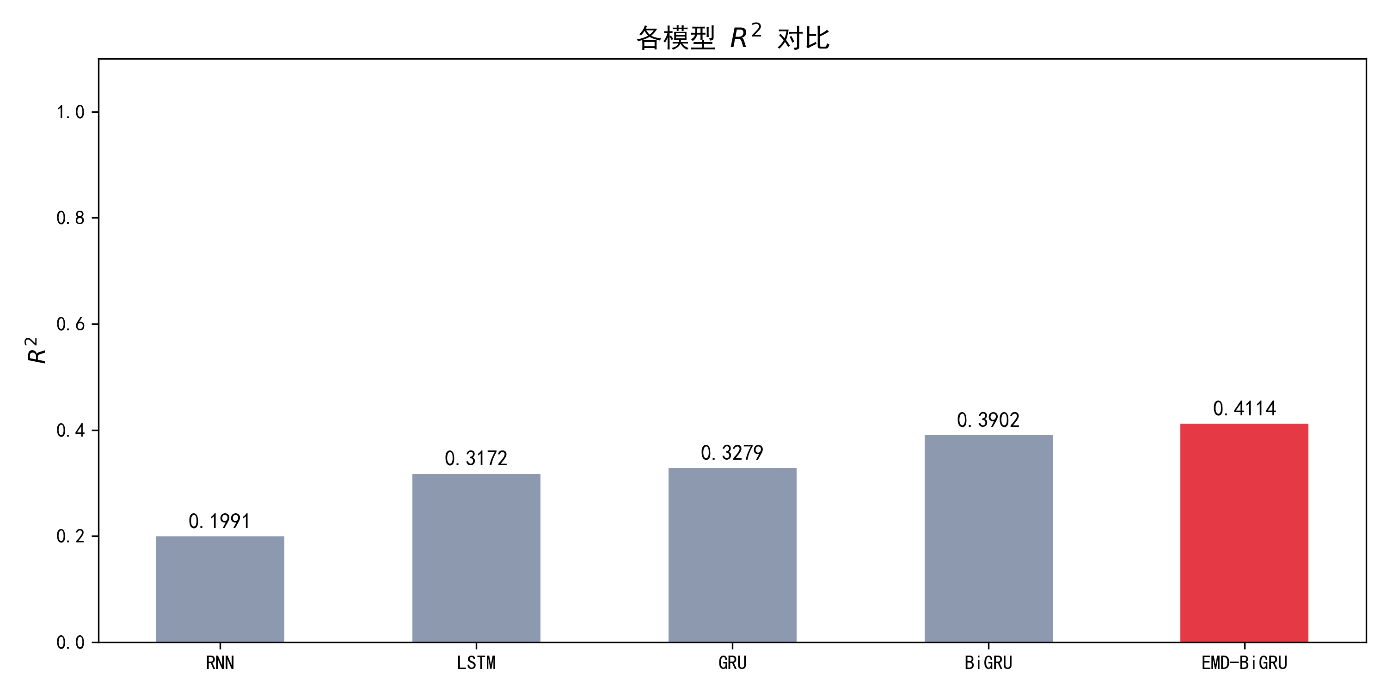 各模型 R² 对比
R²
1.0
0.8
0.6
0.4
0.2
0.0
0.1991
0.3172
0.3279
0.3902
0.4114
RNN
LSTM
GRU
BiGRU
EMD-BiGRU